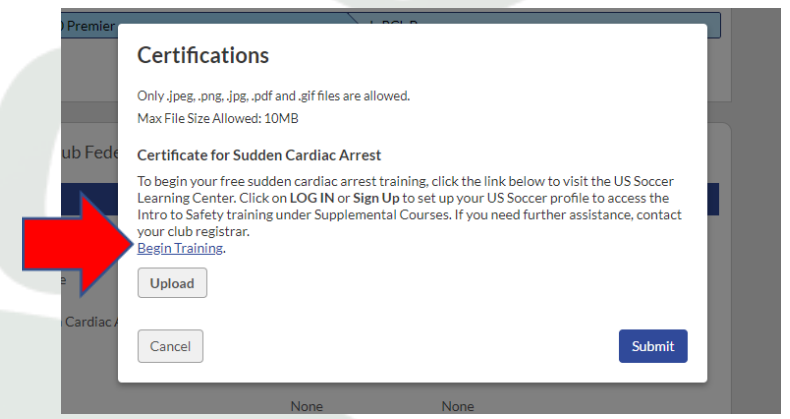 Premier
Certifications
Only .jpeg, .png, .jpg, .pdf and .gif files are allowed.
Max File Size Allowed: 10MB
ub Fede
Certificate for Sudden Cardiac Arrest
To begin your free sudden cardiac arrest training, click the link below to visit the US Soccer
Learning Center. Click on LOG IN or Sign Up to set up your US Soccer profile to access the
Intro to Safety training under Supplemental Courses. If you need further assistance, contact
your club registrar.
Begin Training.
Upload
Cardiac A
Cancel
Submit
None
None